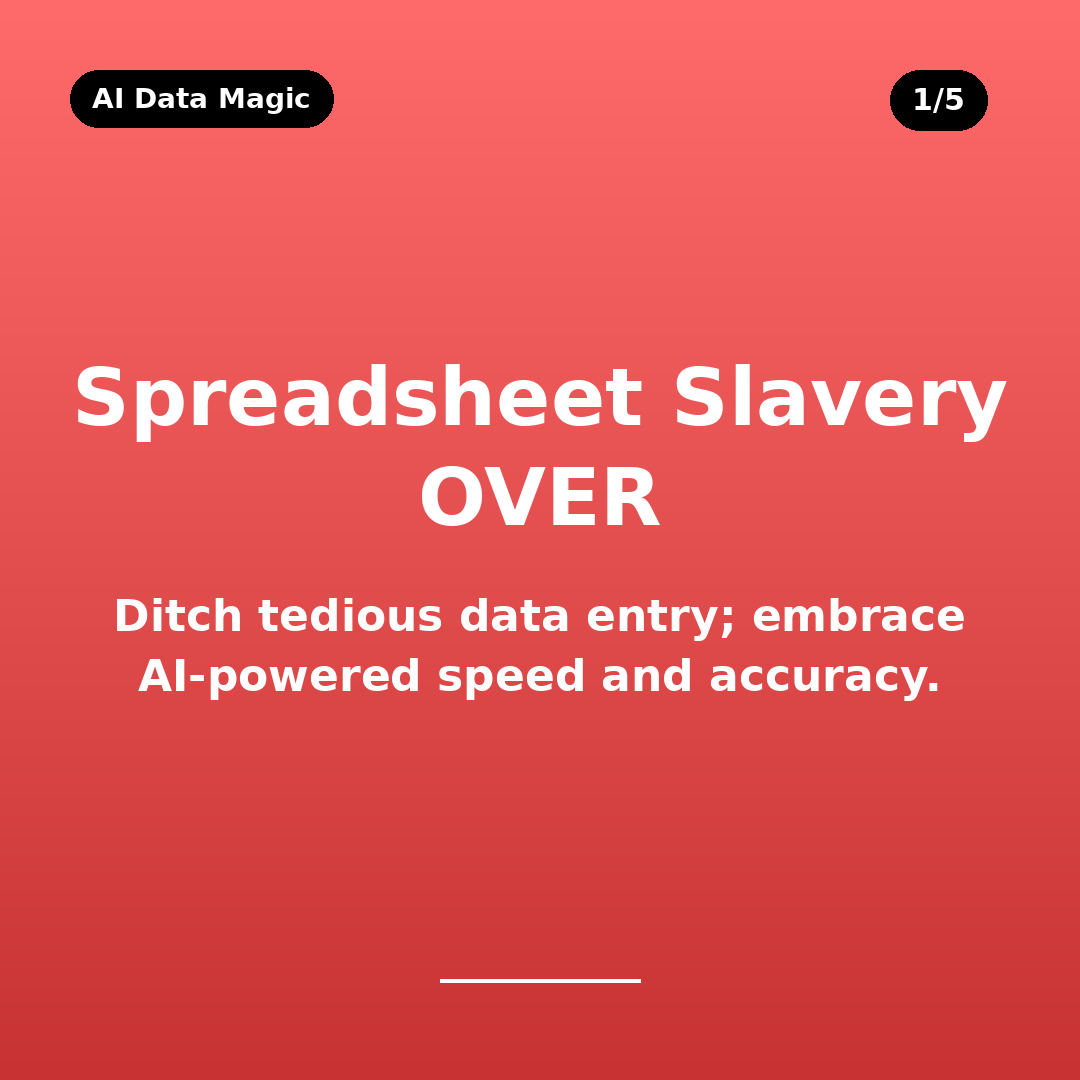 AI Data Magic
1/5
Spreadsheet Slavery
OVER
Ditch tedious data entry; embrace
AI-powered speed and accuracy.